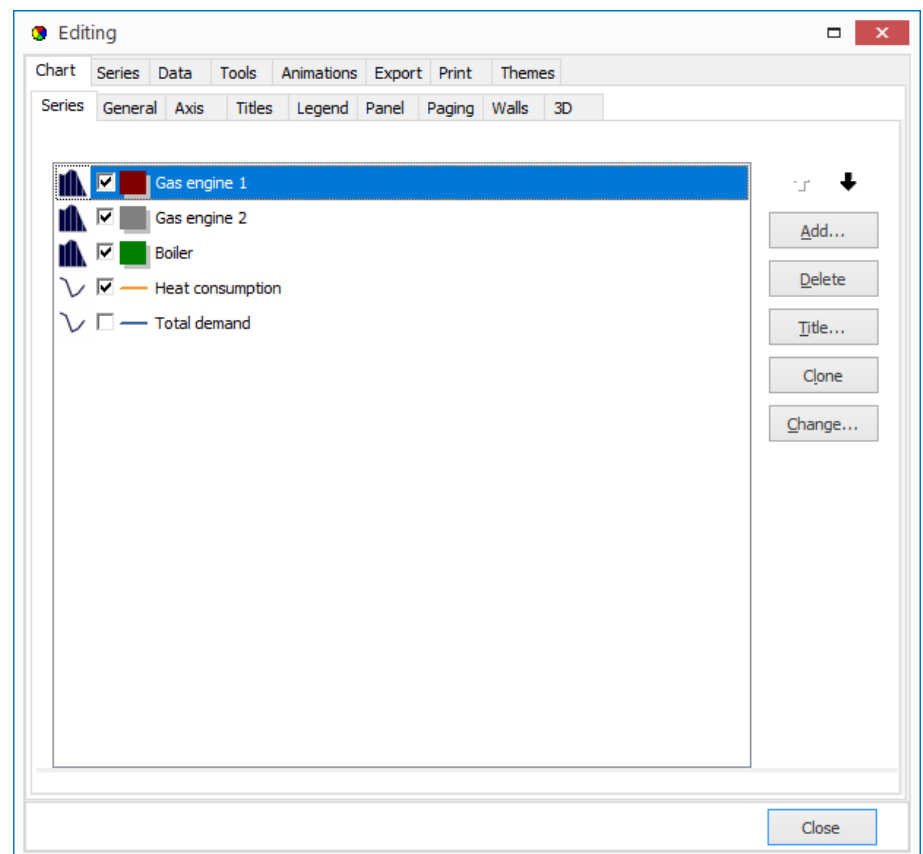 Editing
Chart Series Data Tools Animations Export Print Themes
Series General Axis Titles Legend Panel Paging Walls 3D
Gas engine 1
Gas engine 2
Boiler
Heat consumption
Total demand
Add...
Delete
Title...
Clone
Change...
Close